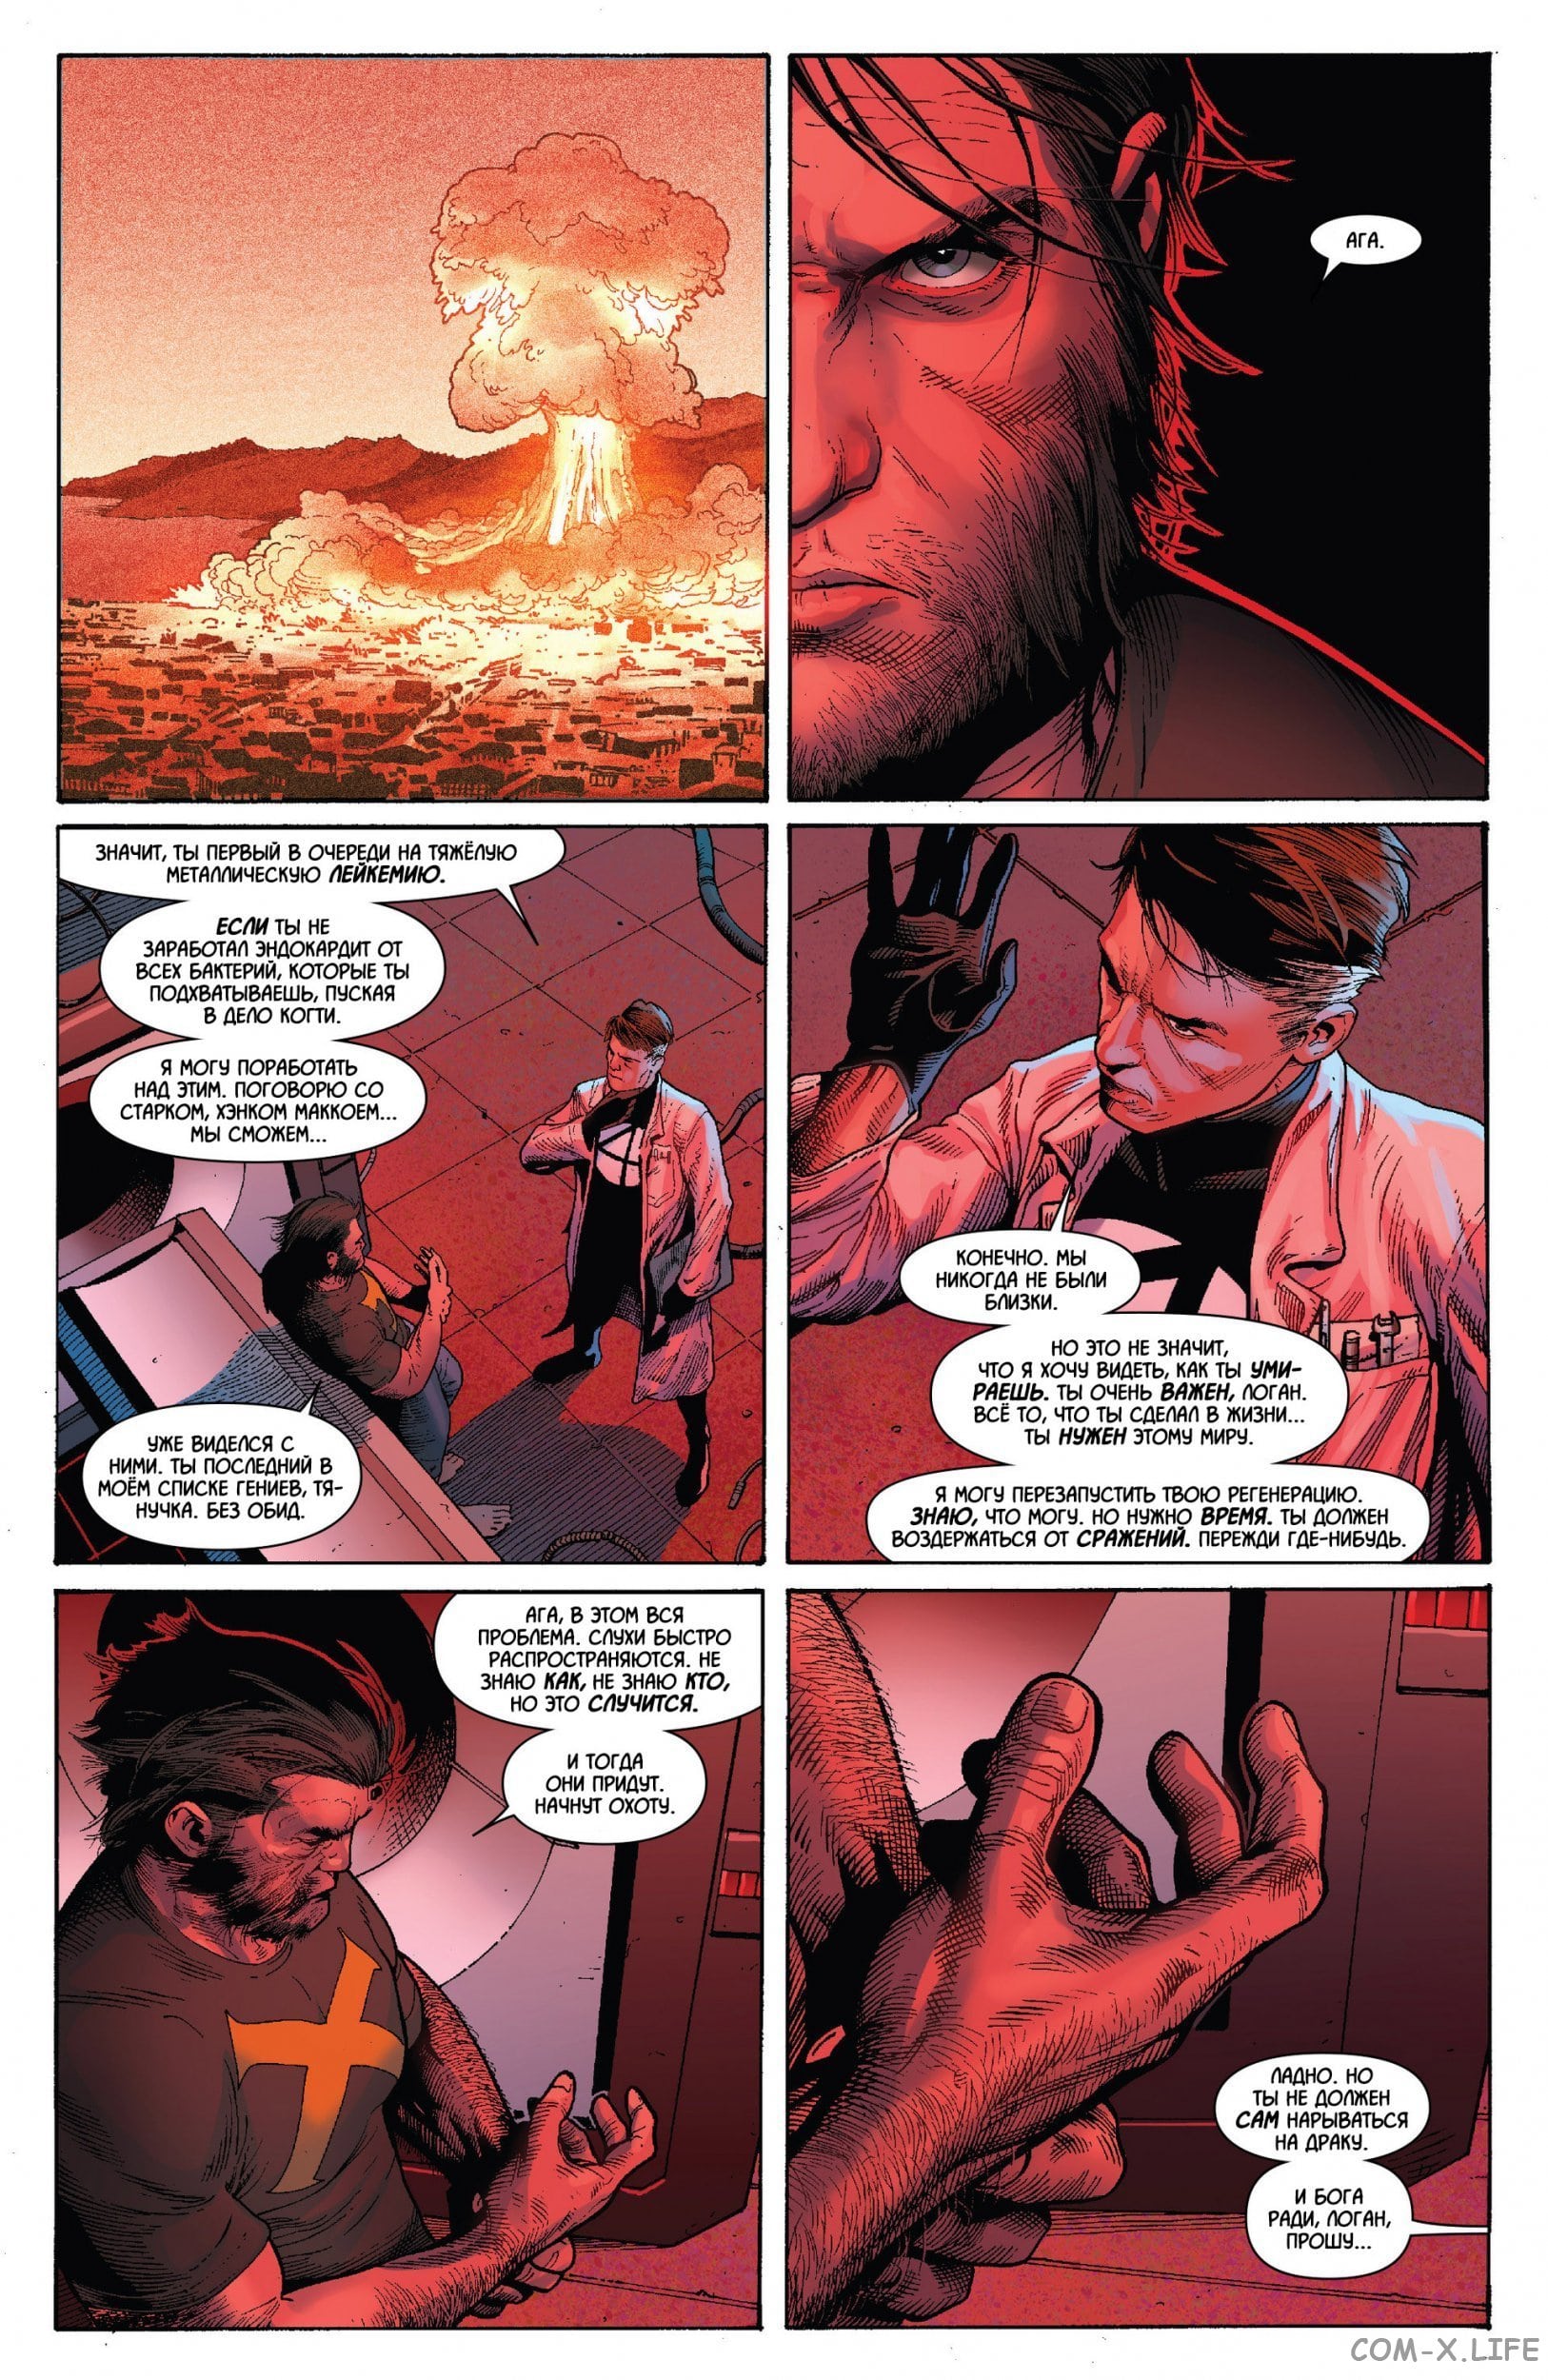 АГА.
ЗНАЧИТ, ТЫ ПЕРВЫЙ В ОЧЕРЕДИ НА ТЯЖЁЛУЮ
МЕТАЛЛИЧЕСКУЮ ЛЕЙКЕМИЮ.
ЕСЛИ ТЫ НЕ
ЗАРАБОТАЛ ЭНДОКАРДИТ ОТ
ВСЕХ БАКТЕРИЙ, КОТОРЫЕ ТЫ
ПОДХВАТЫВАЕШЬ, ПУСКАЯ
В ДЕЛО КОГТИ.
Я МОГУ ПОРАБОТАТЬ
НАД ЭТИМ. ПОГОВОРЮ СО
СТАРКОМ, ХЭНКОМ МАККОЕМ...
МЫ СМОЖЕМ...
УЖЕ ВИДЕЛСЯ С
НИМИ. ТЫ ПОСЛЕДНИЙ В
МОЁМ СПИСКЕ ГЕНИЕВ, ТЯ-
НУЧКА. БЕЗ ОБИД.
КОНЕЧНО. МЫ
НИКОГДА НЕ БЫЛИ
БЛИЗКИ.
НО ЭТО НЕ ЗНАЧИТ,
ЧТО Я ХОЧУ ВИДЕТЬ, КАК ТЫ УМИ-
РАЕШЬ. ТЫ ОЧЕНЬ ВАЖЕН, ЛОГАН.
ВСЁ ТО, ЧТО ТЫ СДЕЛАЛ В ЖИЗНИ...
ТЫ НУЖЕН ЭТОМУ МИРУ.
Я МОГУ ПЕРЕЗАПУСТИТЬ ТВОЮ РЕГЕНЕРАЦИЮ.
ЗНАЮ, ЧТО МОГУ. НО НУЖНО ВРЕМЯ. ТЫ ДОЛЖЕН
ВОЗДЕРЖАТЬСЯ ОТ СРАЖЕНИЙ. ПЕРЕЖДИ ГДЕ-НИБУДЬ.
АГА, В ЭТОМ ВСЯ
ПРОБЛЕМА. СЛУХИ БЫСТРО
РАСПРОСТРАНЯЮТСЯ. НЕ
ЗНАЮ КАК, НЕ ЗНАЮ КТО,
НО ЭТО СЛУЧИТСЯ.
И ТОГДА
ОНИ ПРИДУТ.
НАЧНУТ ОХОТУ.
ЛАДНО. НО
ТЫ НЕ ДОЛЖЕН
САМ НАРЫВАТЬСЯ
НА ДРАКУ.
И БОГА
РАДИ, ЛОГАН,
ПРОШУ...
COM-X.LIFE